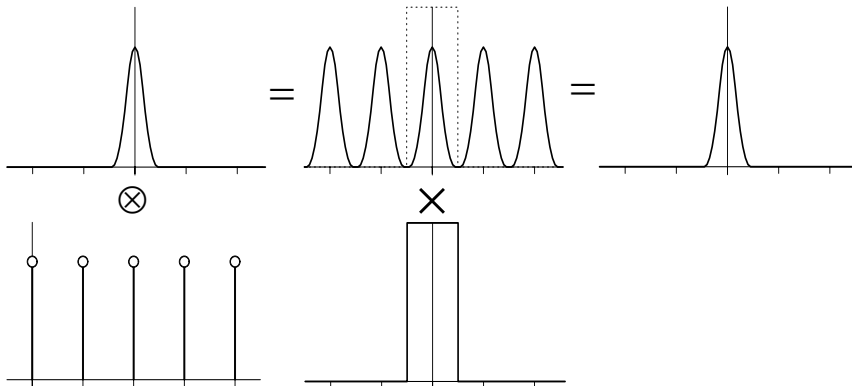 = =
⊗ ×